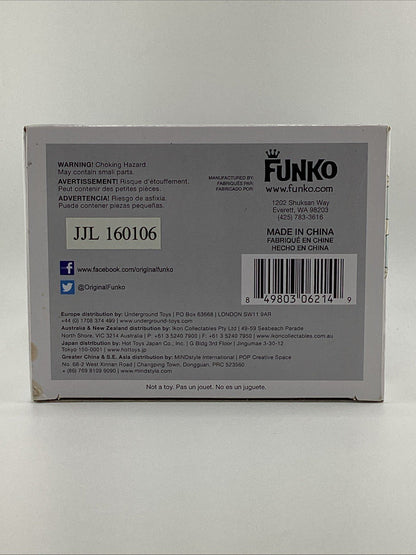 WARNING! Choking Hazard.
May contain small parts.
AVERTISSEMENT! Risque d'étouffement.
Peut contenir des petites pièces.
ADVERTENCIA! Riesgo de asfixia.
Puede contener piezas pequeñas.
JJL 160106
www.facebook.com/originalfunko
@OriginalFunko
MANUFACTURED BY:
FABRIQUÉS PAR:
FABRICADO POR:
FUNKO
www.funko.com
1202 Shuksan Way
Everett, WA 98203
(425) 783-3616
MADE IN CHINA
FABRIQUÉ EN CHINE
HECHO EN CHINA
8 49803 06214 9
Europe distribution by: Underground Toys | PO Box 63668 | LONDON SW11 9AR
+44 (0) 1708 374 499 | www.underground-toys.com
Australia & New Zealand distribution by: Ikon Collectables Pty Ltd | 49-59 Seabeach Parade
North Shore, VIC 3214 Australia | P+61 3 5240 7900 | F+61 3 5240 7990 | www.ikoncollectables.com
Japan distribution by: Hot Toys Japan Co., Inc. | G Bldg 3rd Floor | Jingumae 3-30-12
Tokyo 150-0001 | www.hottoys.jp
Greater China & S.E. Asia distribution by: MINDstyle International | POP Creative Space
No. 68-2 West Xinnan Road | Changping Town, Dongguan, PRC 523560
+ (86) 769 8109 9090 | www.mindstyle.com
Not a toy. Pas un jouet. No es un juguete.